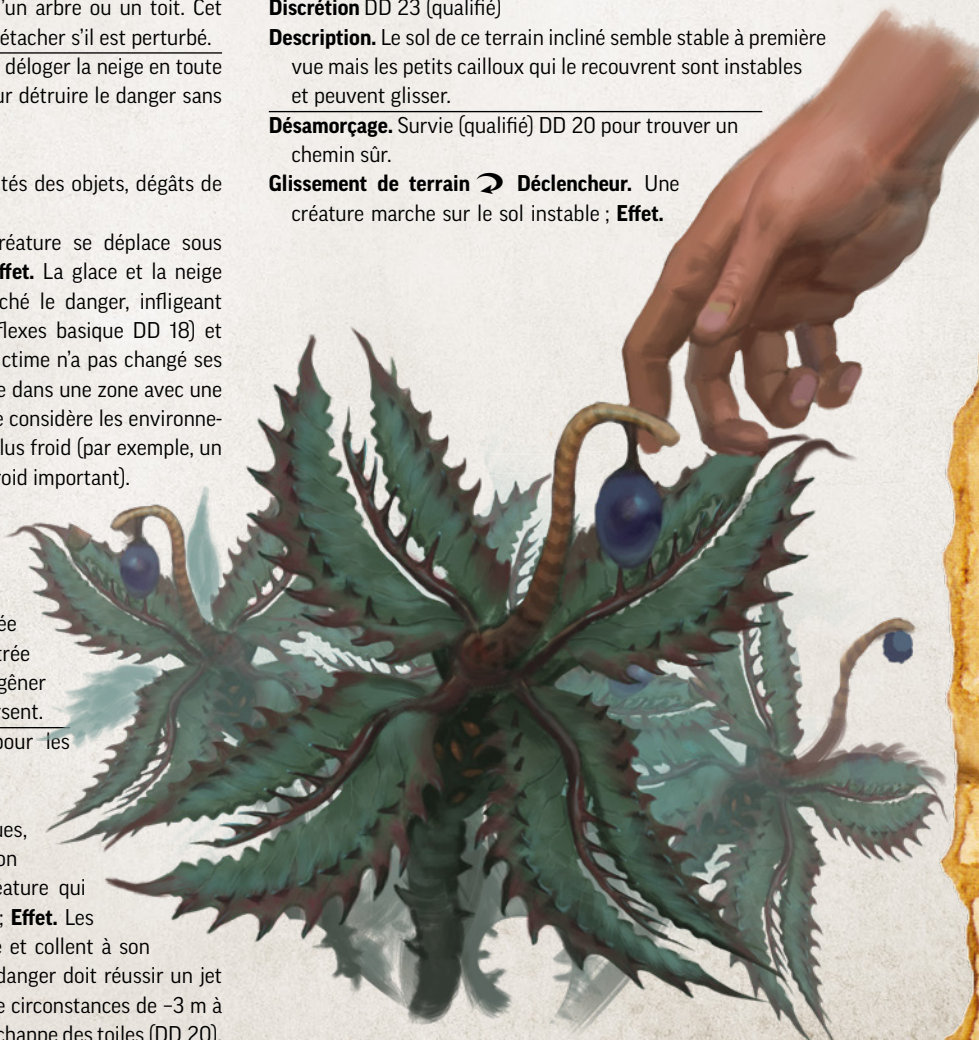 'un arbre ou un toit. Cet
étacher s'il est perturbé.
déloger la neige en toute
ur détruire le danger sans
tés des objets, dégâts de
réature se déplace sous
ffet. La glace et la neige
ché le danger, infligeant
flexes basique DD 18) et
ictime n'a pas changé ses
e dans une zone avec une
e considère les environne-
lus froid (par exemple, un
roid important).
ée
trée
gêner
rsent.
pour les
ues,
on
éature qui
; Effet. Les
e et collent à son
danger doit réussir un jet
e circonstances de –3 m à
chappe des toiles (DD 20).
Discrétion DD 23 (qualifié)
Description. Le sol de ce terrain incliné semble stable à première
vue mais les petits cailloux qui le recouvrent sont instables
et peuvent glisser.
Désamorçage. Survie (qualifié) DD 20 pour trouver un
chemin sûr.
Glissement de terrain Déclencheur. Une
créature marche sur le sol instable ; Effet.